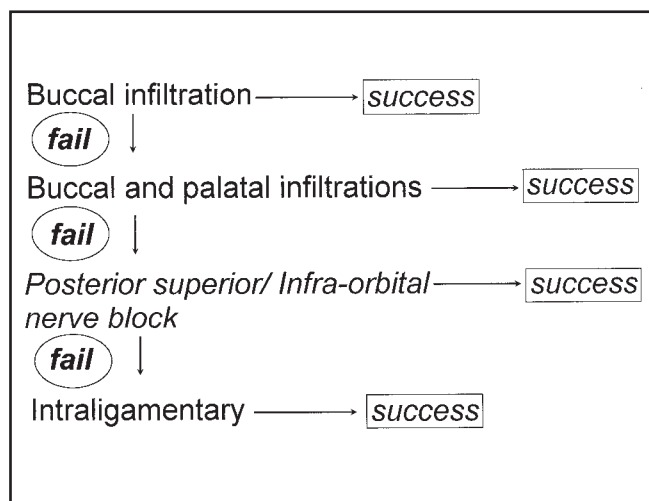 Buccal infiltration success
fail
Buccal and palatal infiltrations success
fail
Posterior superior/ Infra-orbital success
nerve block
fail
Intraligamentary success